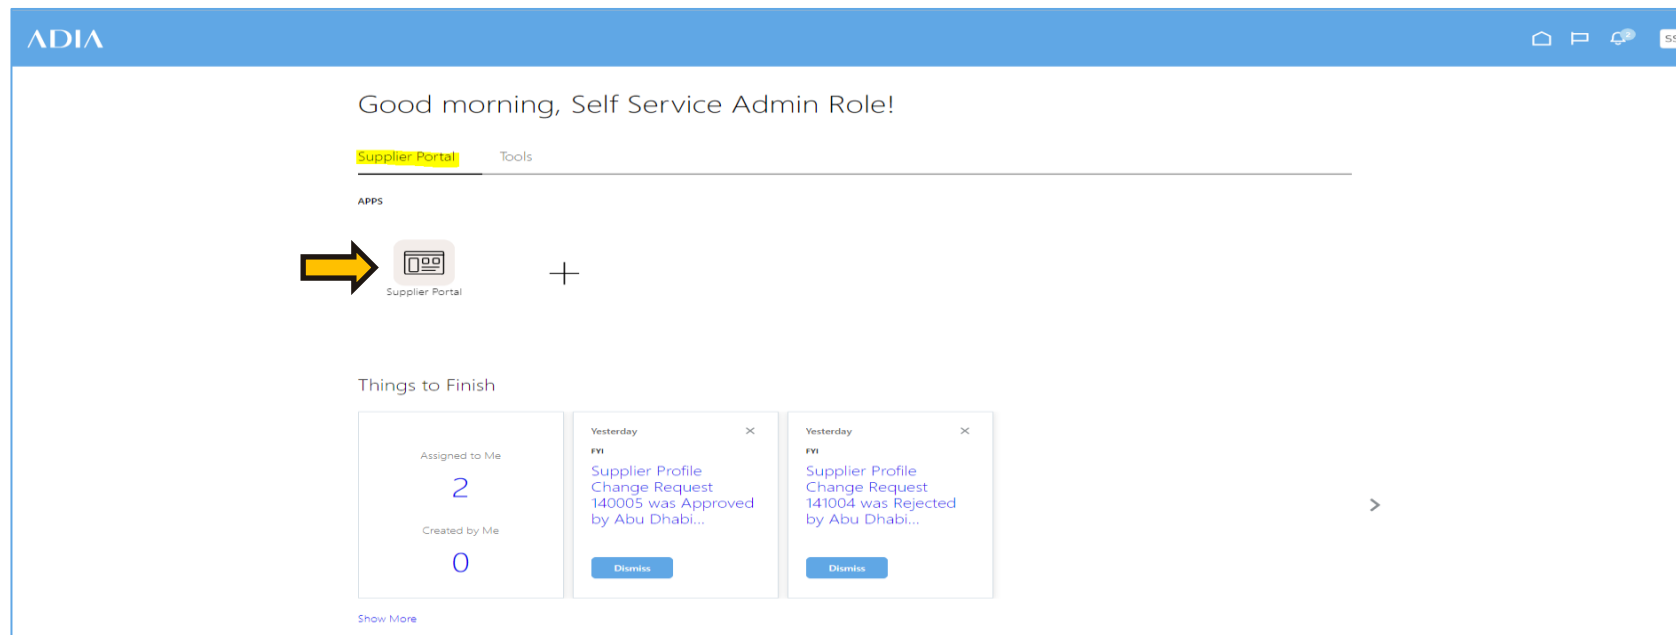 ADIA
2
SS
Good morning, Self Service Admin Role!
Supplier Portal
Tools
APPS
Supplier Portal
Things to Finish
Assigned to Me
2
Created by Me
0
Yesterday
FYI
Supplier Profile
Change Request
140005 was Approved
by Abu Dhabi...
Dismiss
Yesterday
FYI
Supplier Profile
Change Request
141004 was Rejected
by Abu Dhabi...
Dismiss
Show More